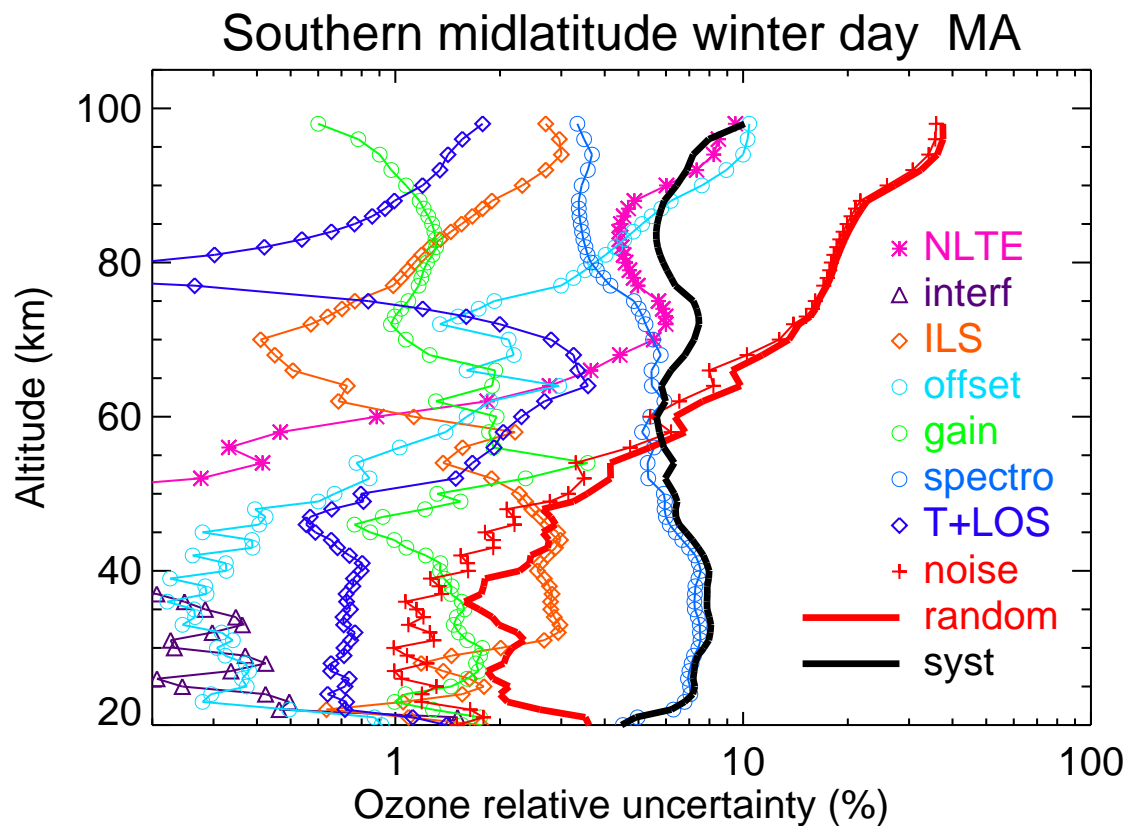 Southern midlatitude winter day MA
100
80
60
40
20
Altitude (km)
NLTE
interf
ILS
offset
gain
spectro
T+LOS
noise
random
syst
1
10
100
Ozone relative uncertainty (%)